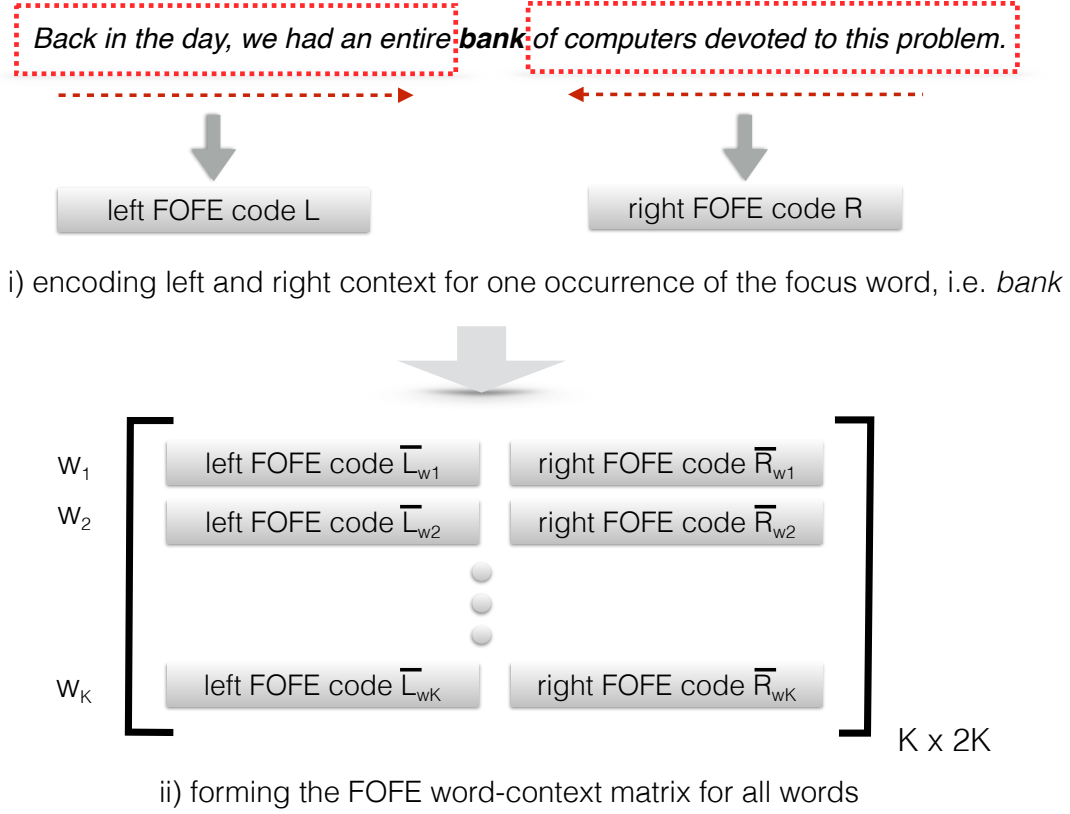 Back in the day, we had an entire bank of computers devoted to this problem.
left FOFE code L
right FOFE code R
i) encoding left and right context for one occurrence of the focus word, i.e. bank
w₁ left FOFE code L̅w1 right FOFE code R̅w1
w₂ left FOFE code L̅w2 right FOFE code R̅w2
wK left FOFE code L̅wK right FOFE code R̅wK
K x 2K
ii) forming the FOFE word-context matrix for all words